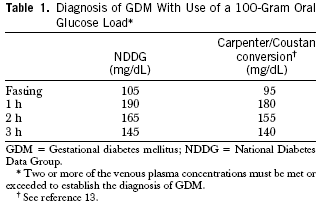 Table 1. Diagnosis of GDM With Use of a 100-Gram Oral
Glucose Load*
NDDG
(mg/dL)
Carpenter/Coustan
conversion†
(mg/dL)
Fasting 105 95
1 h 190 180
2 h 165 155
3 h 145 140
GDM = Gestational diabetes mellitus; NDDG = National Diabetes
Data Group.
* Two or more of the venous plasma concentrations must be met or
exceeded to establish the diagnosis of GDM.
† See reference 13.